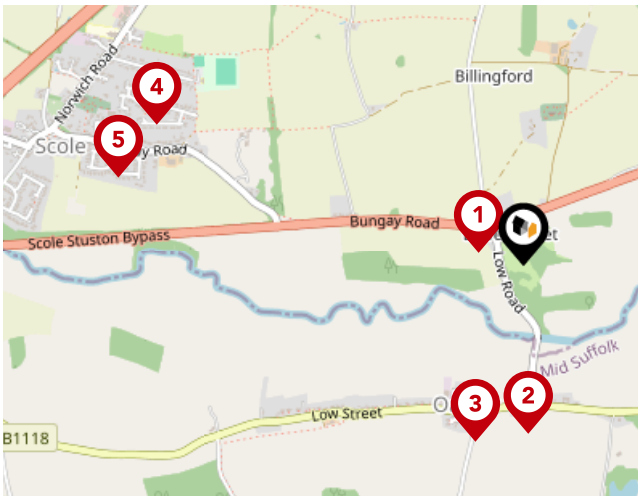 Norwich Road
Billingford
4
5
Scole
Road
1
Bungay Road
Scole Stuston Bypass
Low Road
Mid Suffolk
3
2
Low Street
B1118